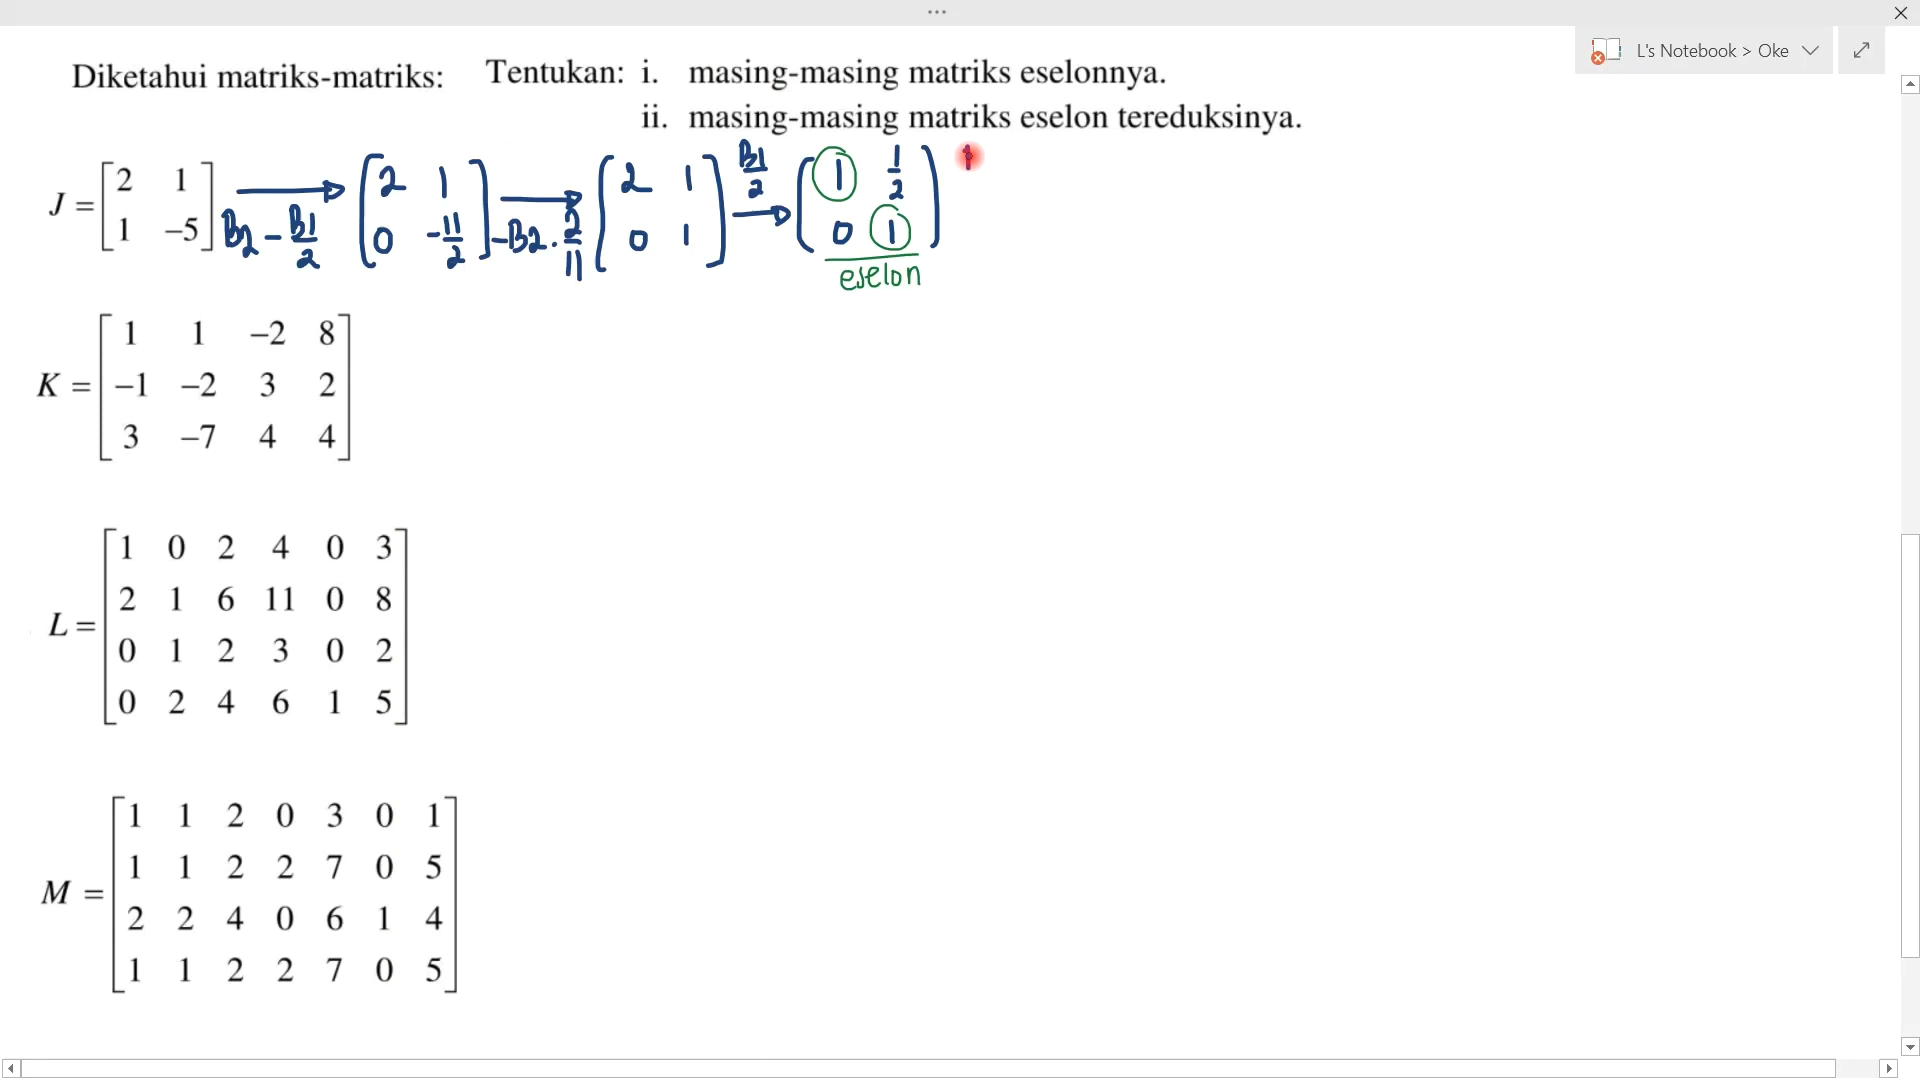 L's Notebook > Oke
Diketahui matriks-matriks: Tentukan: i. masing-masing matriks eselonnya.
ii. masing-masing matriks eselon tereduksinya.
J = [2 1
1 -5]
B2 - B1/2
(2 1
0 -11/2)
-B2 . 2/11
(2 1
0 1)
B1/2
(1 1/2
0 1)
eselon
K = [1 1 -2 8
-1 -2 3 2
3 -7 4 4]
L = [1 0 2 4 0 3
2 1 6 11 0 8
0 1 2 3 0 2
0 2 4 6 1 5]
M = [1 1 2 0 3 0 1
1 1 2 2 7 0 5
2 2 4 0 6 1 4
1 1 2 2 7 0 5]